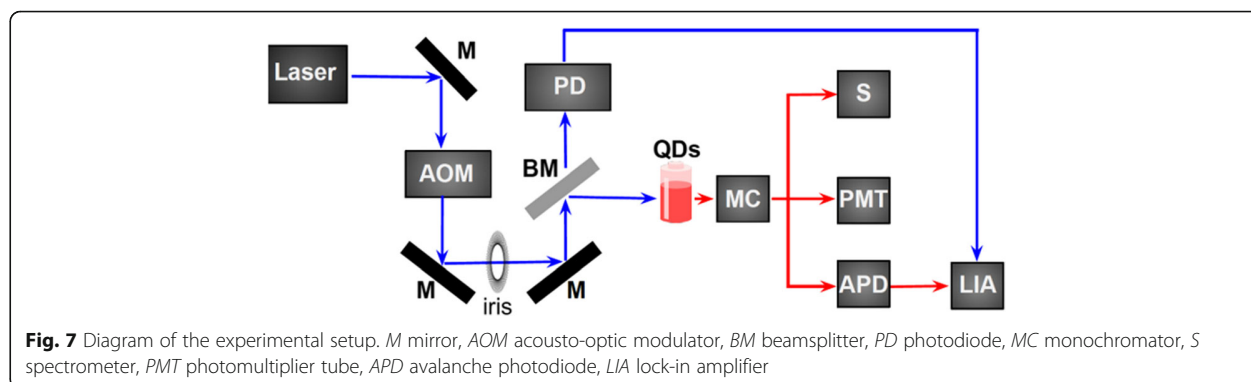 M
Laser
PD
S
AOM
BM
QDs
MC
PMT
M
iris
M
APD
LIA
Fig. 7 Diagram of the experimental setup. M mirror, AOM acousto-optic modulator, BM beamsplitter, PD photodiode, MC monochromator, S
spectrometer, PMT photomultiplier tube, APD avalanche photodiode, LIA lock-in amplifier